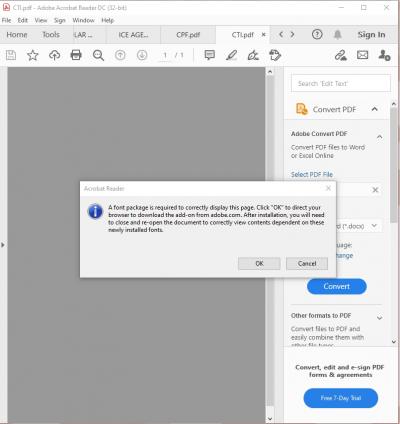 CTI.pdf - Adobe Acrobat Reader DC (32-bit)
File Edit View Sign Window Help
Home Tools LAR ... ICE AGE... CPF.pdf CTI.pdf × Sign In
1 / 1
Search 'Edit Text'
Convert PDF
Adobe Convert PDF
Convert PDF files to Word
or Excel Online
Select PDF File
Acrobat Reader
A font package is required to correctly display this page. Click "OK" to direct your
browser to download the add-on from adobe.com. After installation, you will need
to close and re-open the document to correctly view contents dependent on these
newly installed fonts.
OK Cancel
d (*.docx)
uage:
hange
Convert
Other formats to PDF
Convert files to PDF and
easily combine them with
other file types
Convert, edit and e-sign PDF
forms & agreements
Free 7-Day Trial